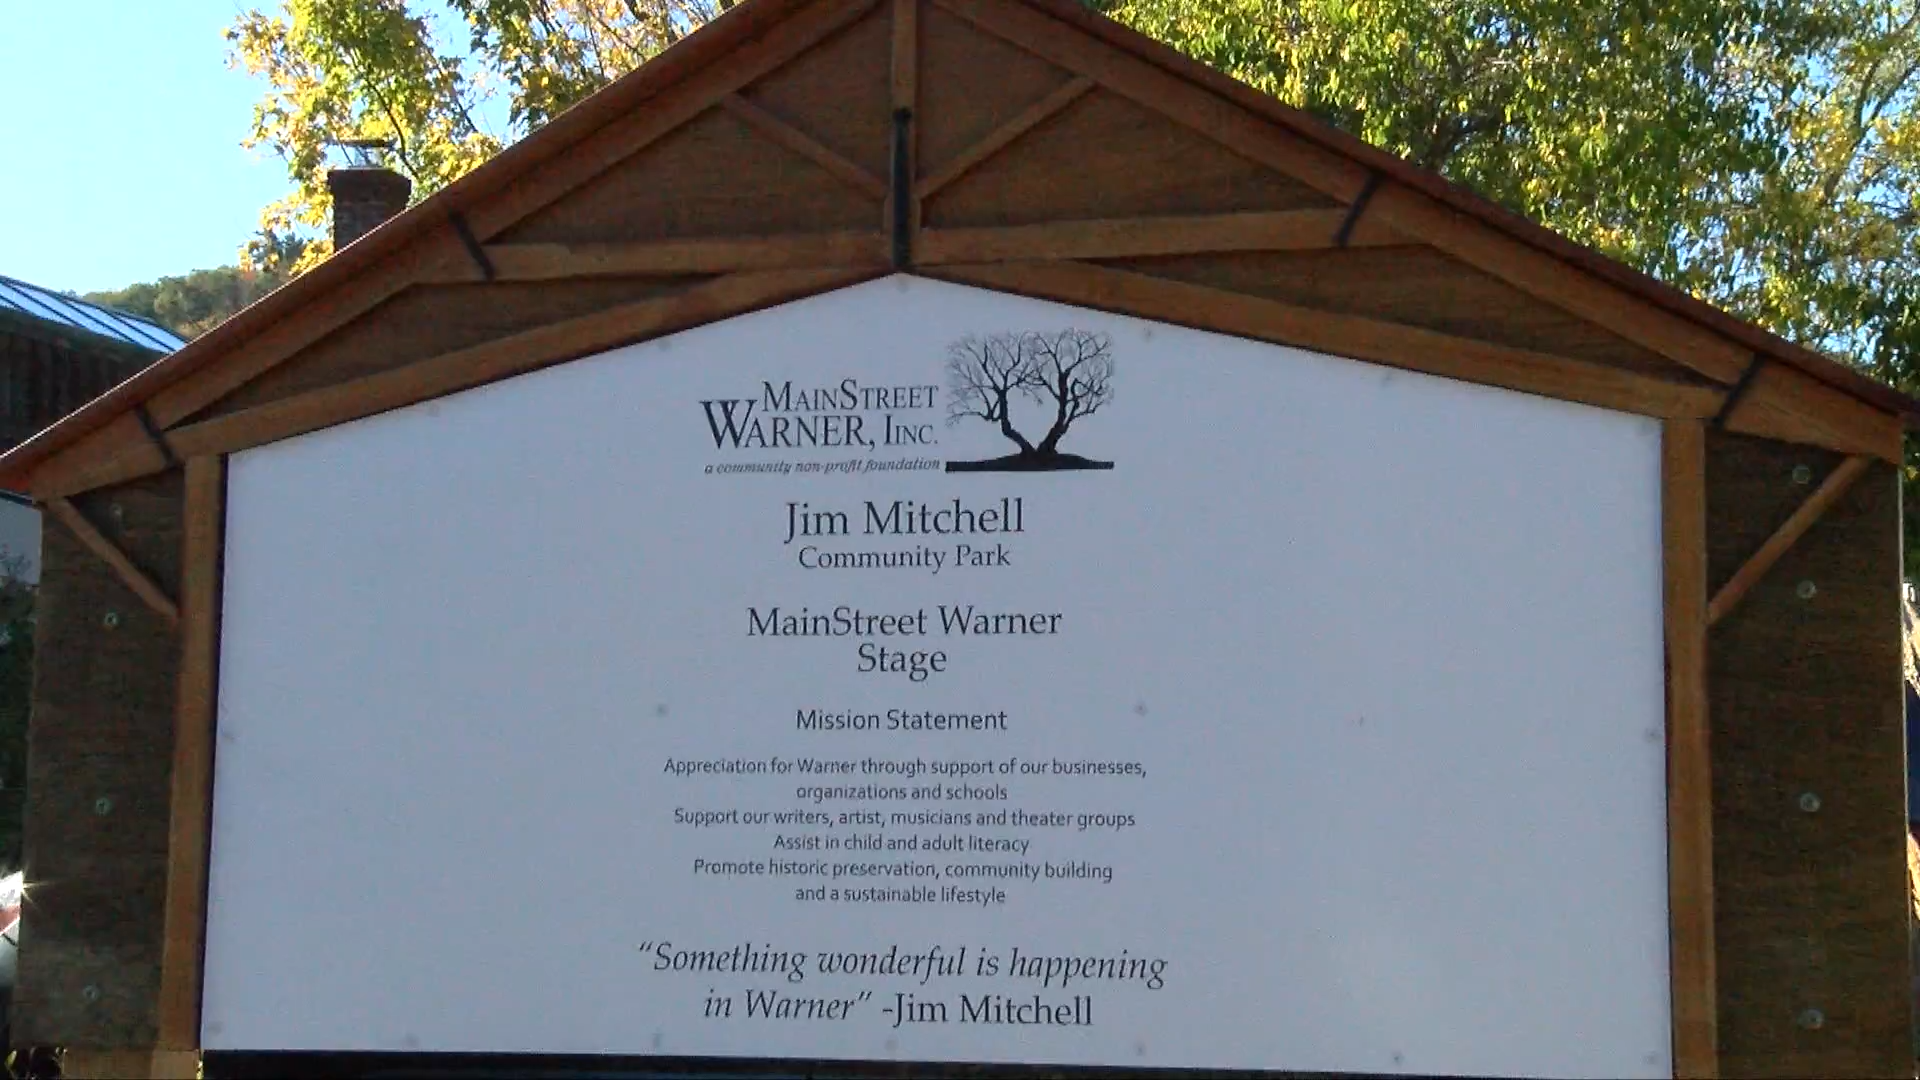 MAINSTREET
WARNER, IINC.
a community non-profit foundation
Jim Mitchell
Community Park
MainStreet Warner
Stage
Mission Statement
Appreciation for Warner through support of our businesses,
organizations and schools
Support our writers, artist, musicians and theater groups
Assist in child and adult literacy
Promote historic preservation, community building
and a sustainable lifestyle
"Something wonderful is happening
in Warner" -Jim Mitchell